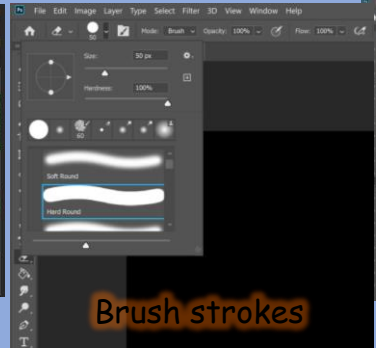 Ps File Edit Image Layer Type Select Filter 3D View Window Help
50 Mode: Brush Opacity: 100% Flow: 100%
Size: 50 px
Hardness: 100%
60
Soft Round
Hard Round
Brush strokes
T